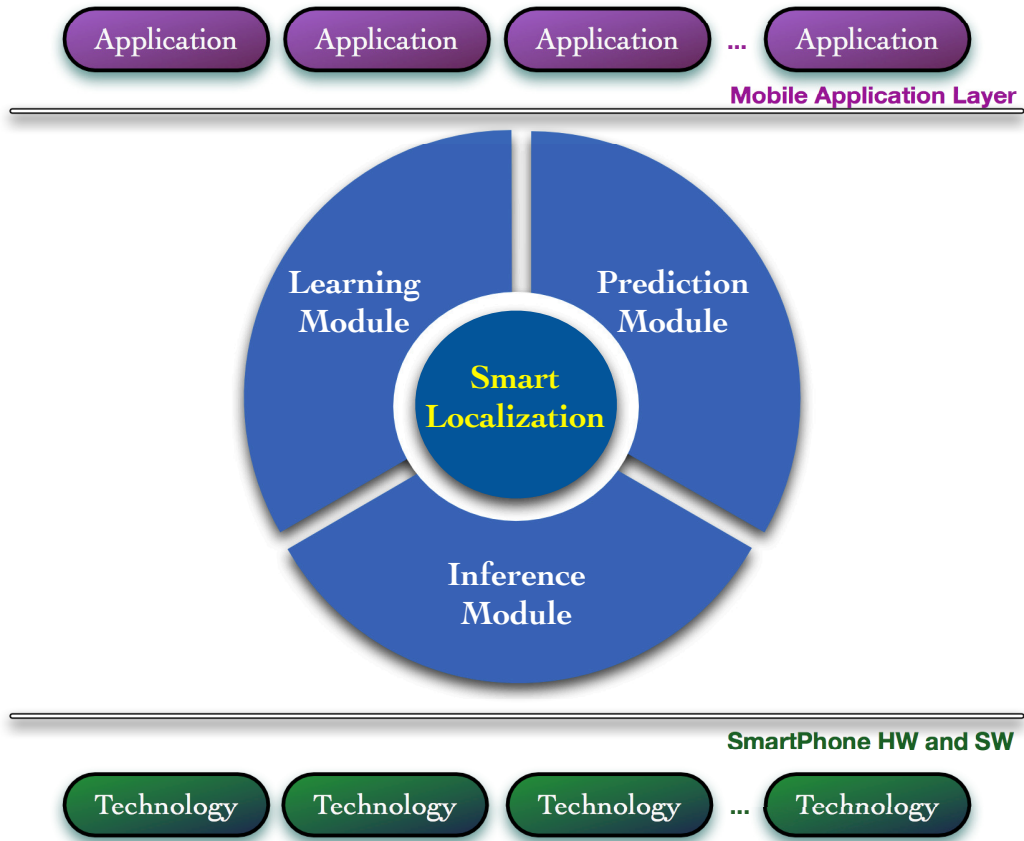 Application Application Application ... Application
Mobile Application Layer
Learning
Module
Prediction
Module
Smart
Localization
Inference
Module
SmartPhone HW and SW
Technology Technology Technology ... Technology